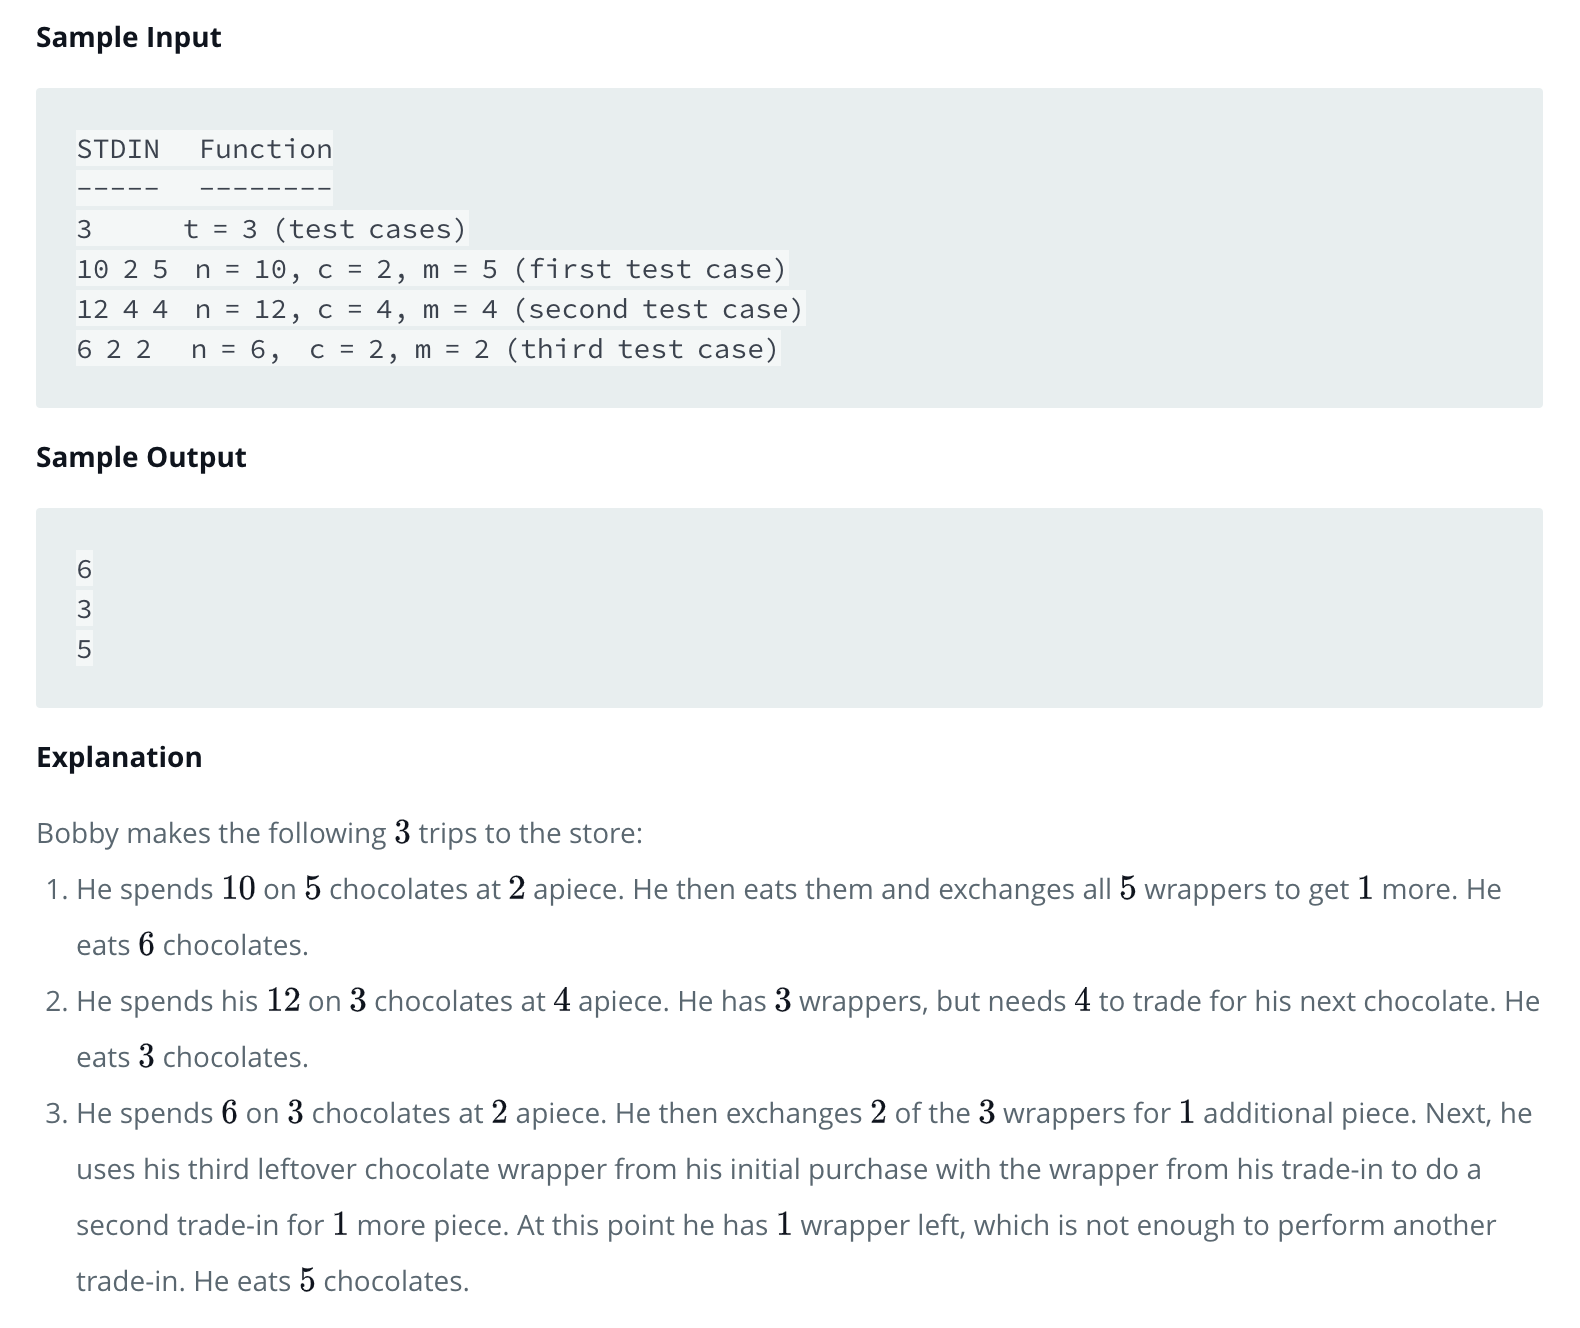 Sample Input
STDIN   Function
-----   --------
3       t = 3 (test cases)
10 2 5  n = 10, c = 2, m = 5 (first test case)
12 4 4  n = 12, c = 4, m = 4 (second test case)
6 2 2   n = 6,  c = 2, m = 2 (third test case)
Sample Output
6
3
5
Explanation
Bobby makes the following 3 trips to the store:
1. He spends 10 on 5 chocolates at 2 apiece. He then eats them and exchanges all 5 wrappers to get 1 more. He
eats 6 chocolates.
2. He spends his 12 on 3 chocolates at 4 apiece. He has 3 wrappers, but needs 4 to trade for his next chocolate. He
eats 3 chocolates.
3. He spends 6 on 3 chocolates at 2 apiece. He then exchanges 2 of the 3 wrappers for 1 additional piece. Next, he
uses his third leftover chocolate wrapper from his initial purchase with the wrapper from his trade-in to do a
second trade-in for 1 more piece. At this point he has 1 wrapper left, which is not enough to perform another
trade-in. He eats 5 chocolates.